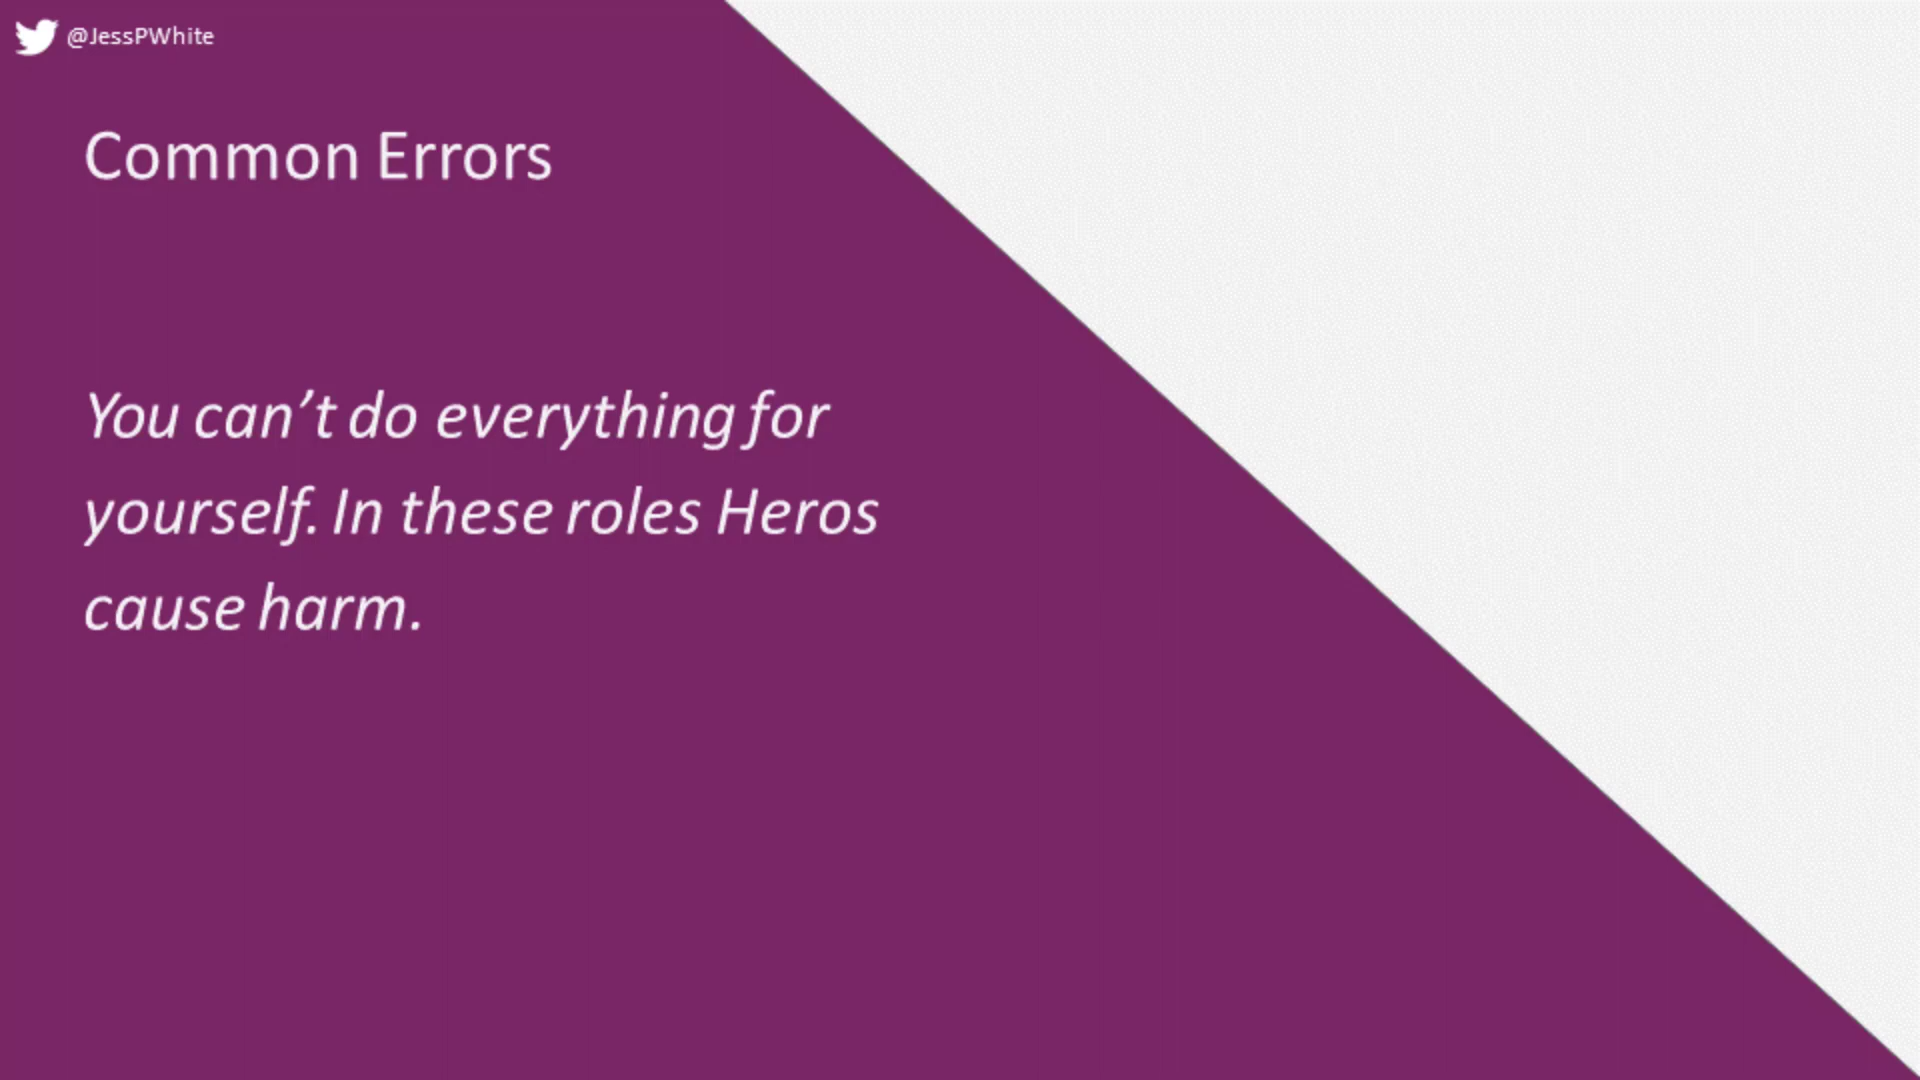 @JessPWhite
Common Errors
You can’t do everything for
yourself. In these roles Heros
cause harm.